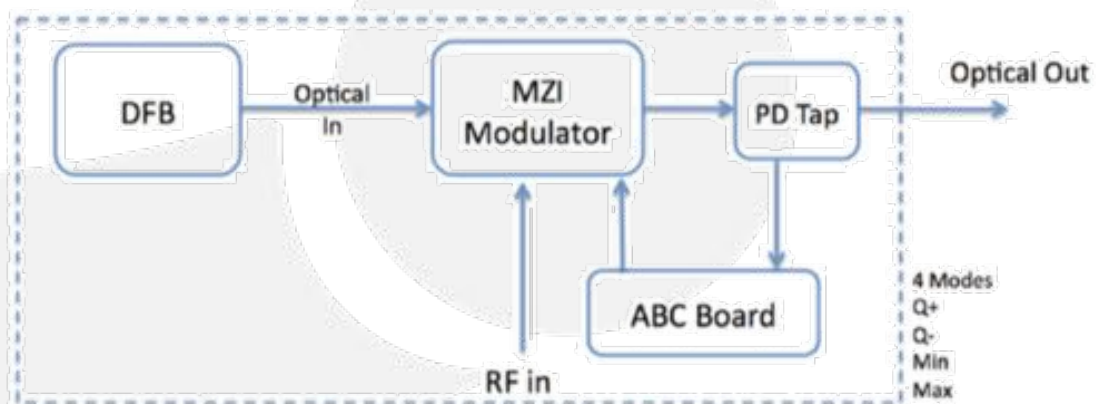 DFB
Optical
In
MZI
Modulator
PD Tap
Optical Out
ABC Board
RF in
4 Modes
Q+
Q-
Min
Max